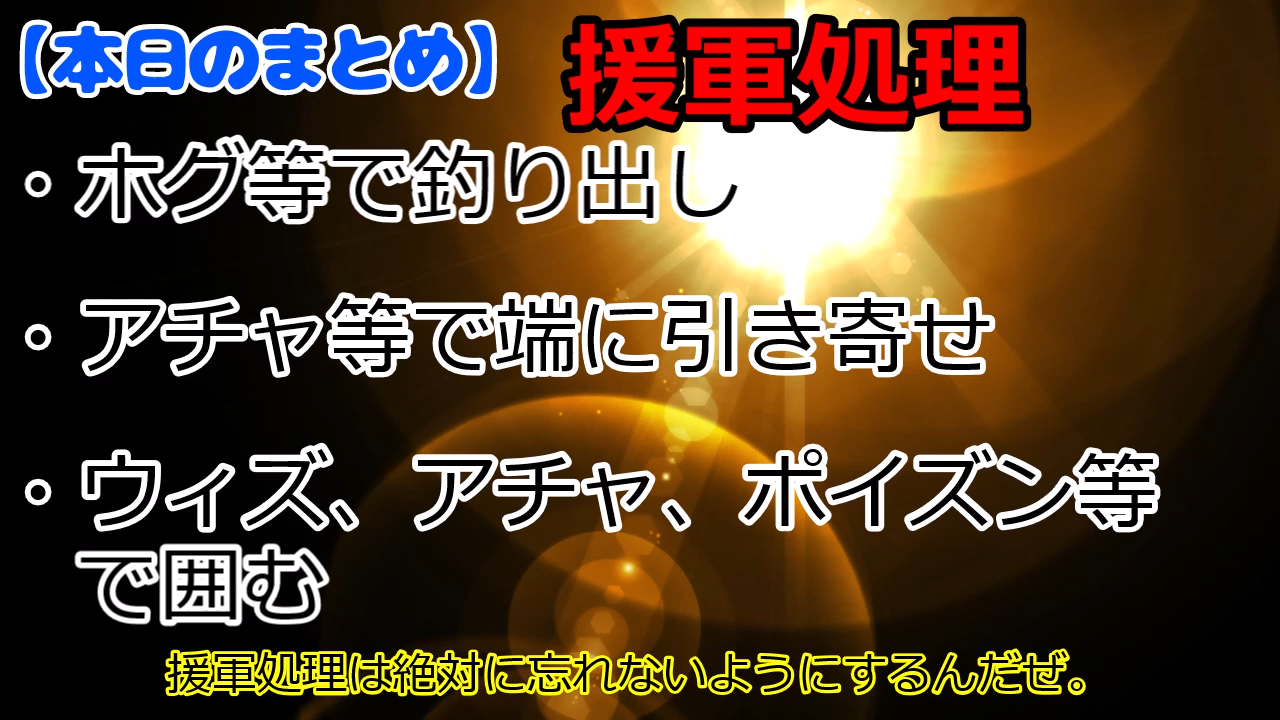 【本日のまとめ】
援軍処理
・ホグ等で釣り出し
・アチャ等で端に引き寄せ
・ウィズ、アチャ、ポイズン等
で囲む
援軍処理は絶対に忘れないようにするんだぜ。